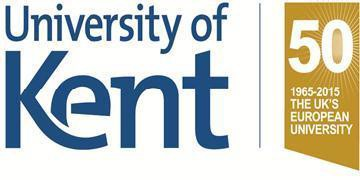 University of
Kent
50
1965-2015
THE UK'S
EUROPEAN
UNIVERSITY